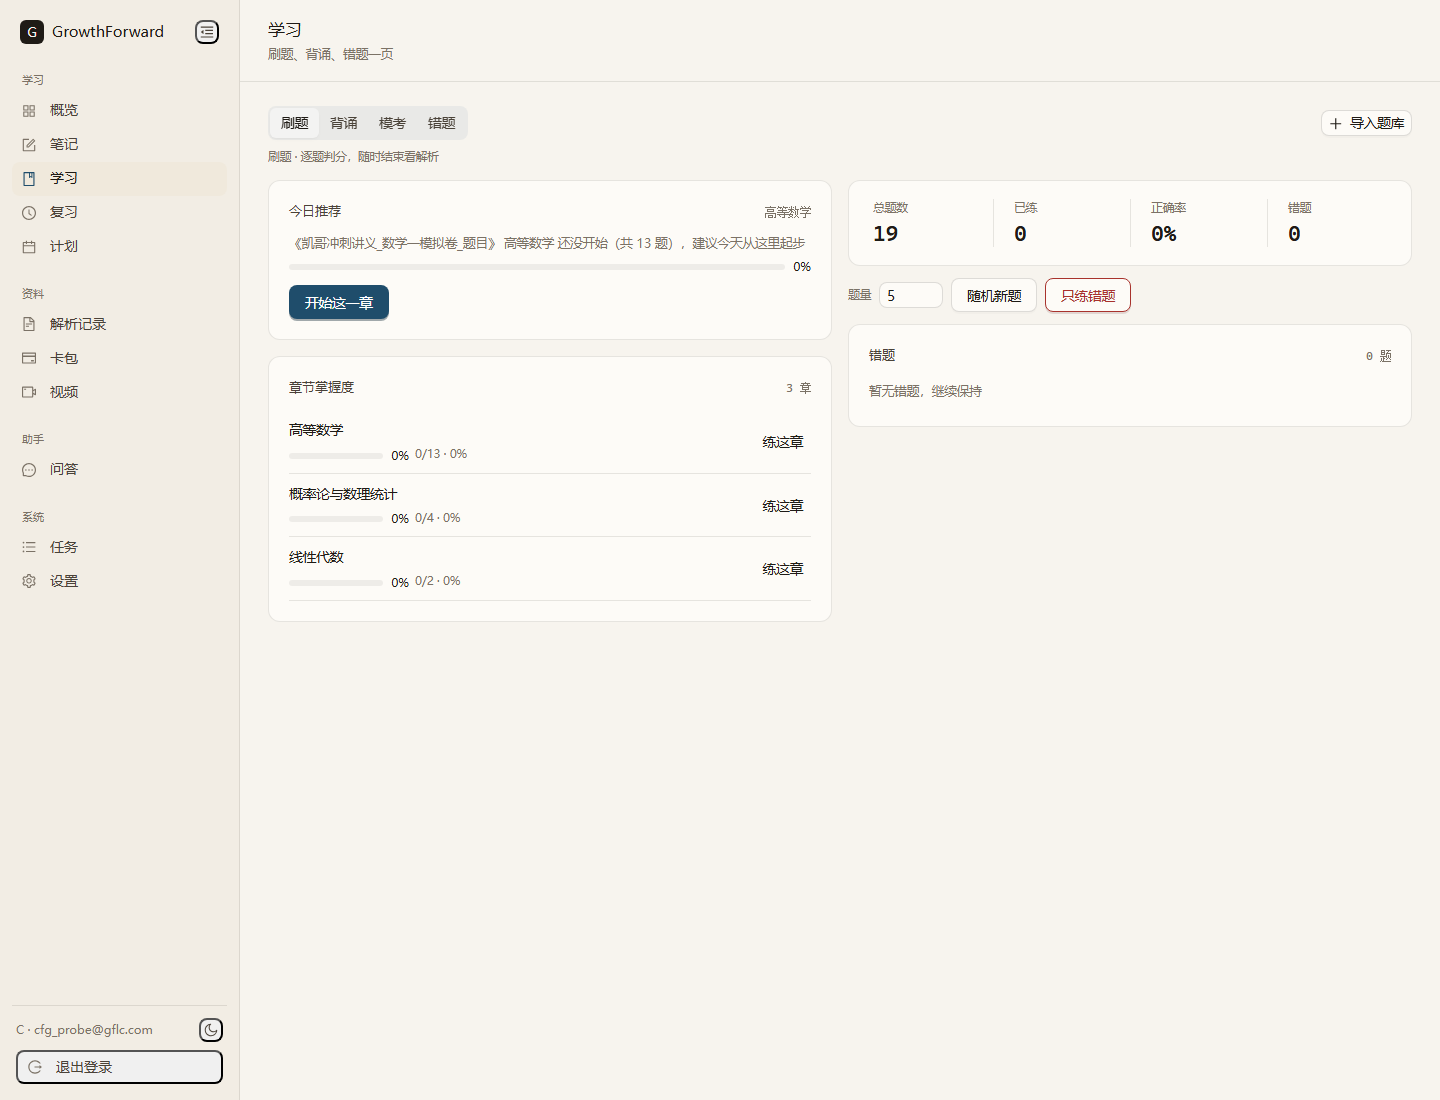 G GrowthForward
学习
概览
笔记
学习
复习
计划
资料
解析记录
卡包
视频
助手
问答
系统
任务
设置
C · cfg_probe@gflc.com
退出登录
学习
刷题、背诵、错题一页
刷题 背诵 模考 错题
导入题库
刷题 · 逐题判分，随时结束看解析
今日推荐 高等数学
《凯哥冲刺讲义_数学一模拟卷_题目》 高等数学 还没开始（共 13 题），建议今天从这里起步
0%
开始这一章
章节掌握度 3 章
高等数学
0% 0/13 · 0%
练这章
概率论与数理统计
0% 0/4 · 0%
练这章
线性代数
0% 0/2 · 0%
练这章
总题数 已练 正确率 错题
19 0 0% 0
题量 5 随机新题 只练错题
错题 0 题
暂无错题，继续保持